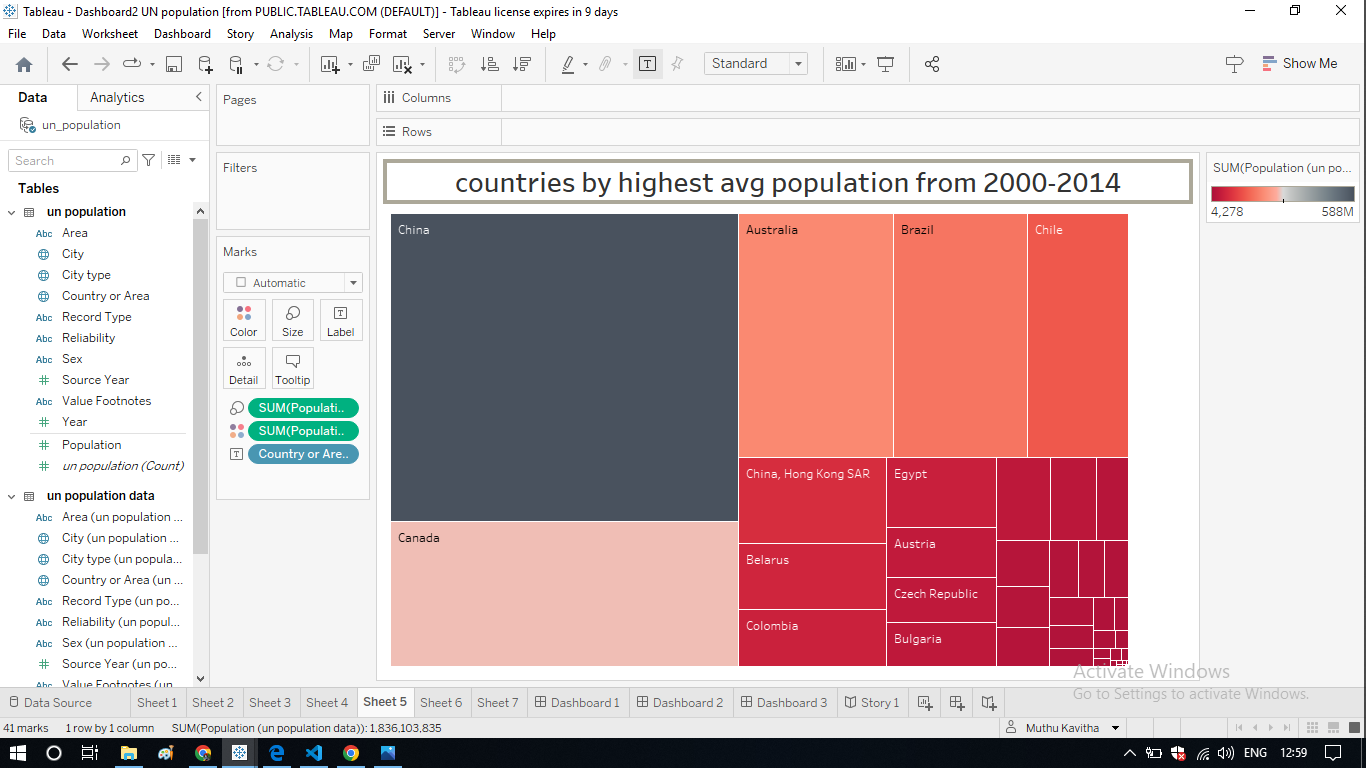 Tableau - Dashboard2 UN population [from PUBLIC.TABLEAU.COM (DEFAULT)] - Tableau license expires in 9 days
File Data Worksheet Dashboard Story Analysis Map Format Server Window Help
Standard
Show Me
Data Analytics
un_population
Search
Tables
un population
Abc Area
City
City type
Country or Area
Abc Record Type
Abc Reliability
Abc Sex
Source Year
Abc Value Footnotes
Year
Population
un population (Count)
un population data
Abc Area (un population ...
City (un population ...
City type (un popula...
Country or Area (un ...
Abc Record Type (un po...
Abc Reliability (un popul...
Abc Sex (un population ...
Source Year (un po...
Abc Value Footnotes (un
Pages
Filters
Marks
Automatic
Color Size Label
Detail Tooltip
SUM(Populati..
SUM(Populati..
Country or Are..
Columns
Rows
countries by highest avg population from 2000-2014
China
Canada
Australia
Brazil
Chile
China, Hong Kong SAR
Belarus
Colombia
Egypt
Austria
Czech Republic
Bulgaria
SUM(Population (un po...
4,278 588M
Activate Windows
Go to Settings to activate Windows.
Data Source Sheet 1 Sheet 2 Sheet 3 Sheet 4 Sheet 5 Sheet 6 Sheet 7 Dashboard 1 Dashboard 2 Dashboard 3 Story 1
41 marks 1 row by 1 column SUM(Population (un population data)): 1,836,103,835
Muthu Kavitha
ENG 12:59